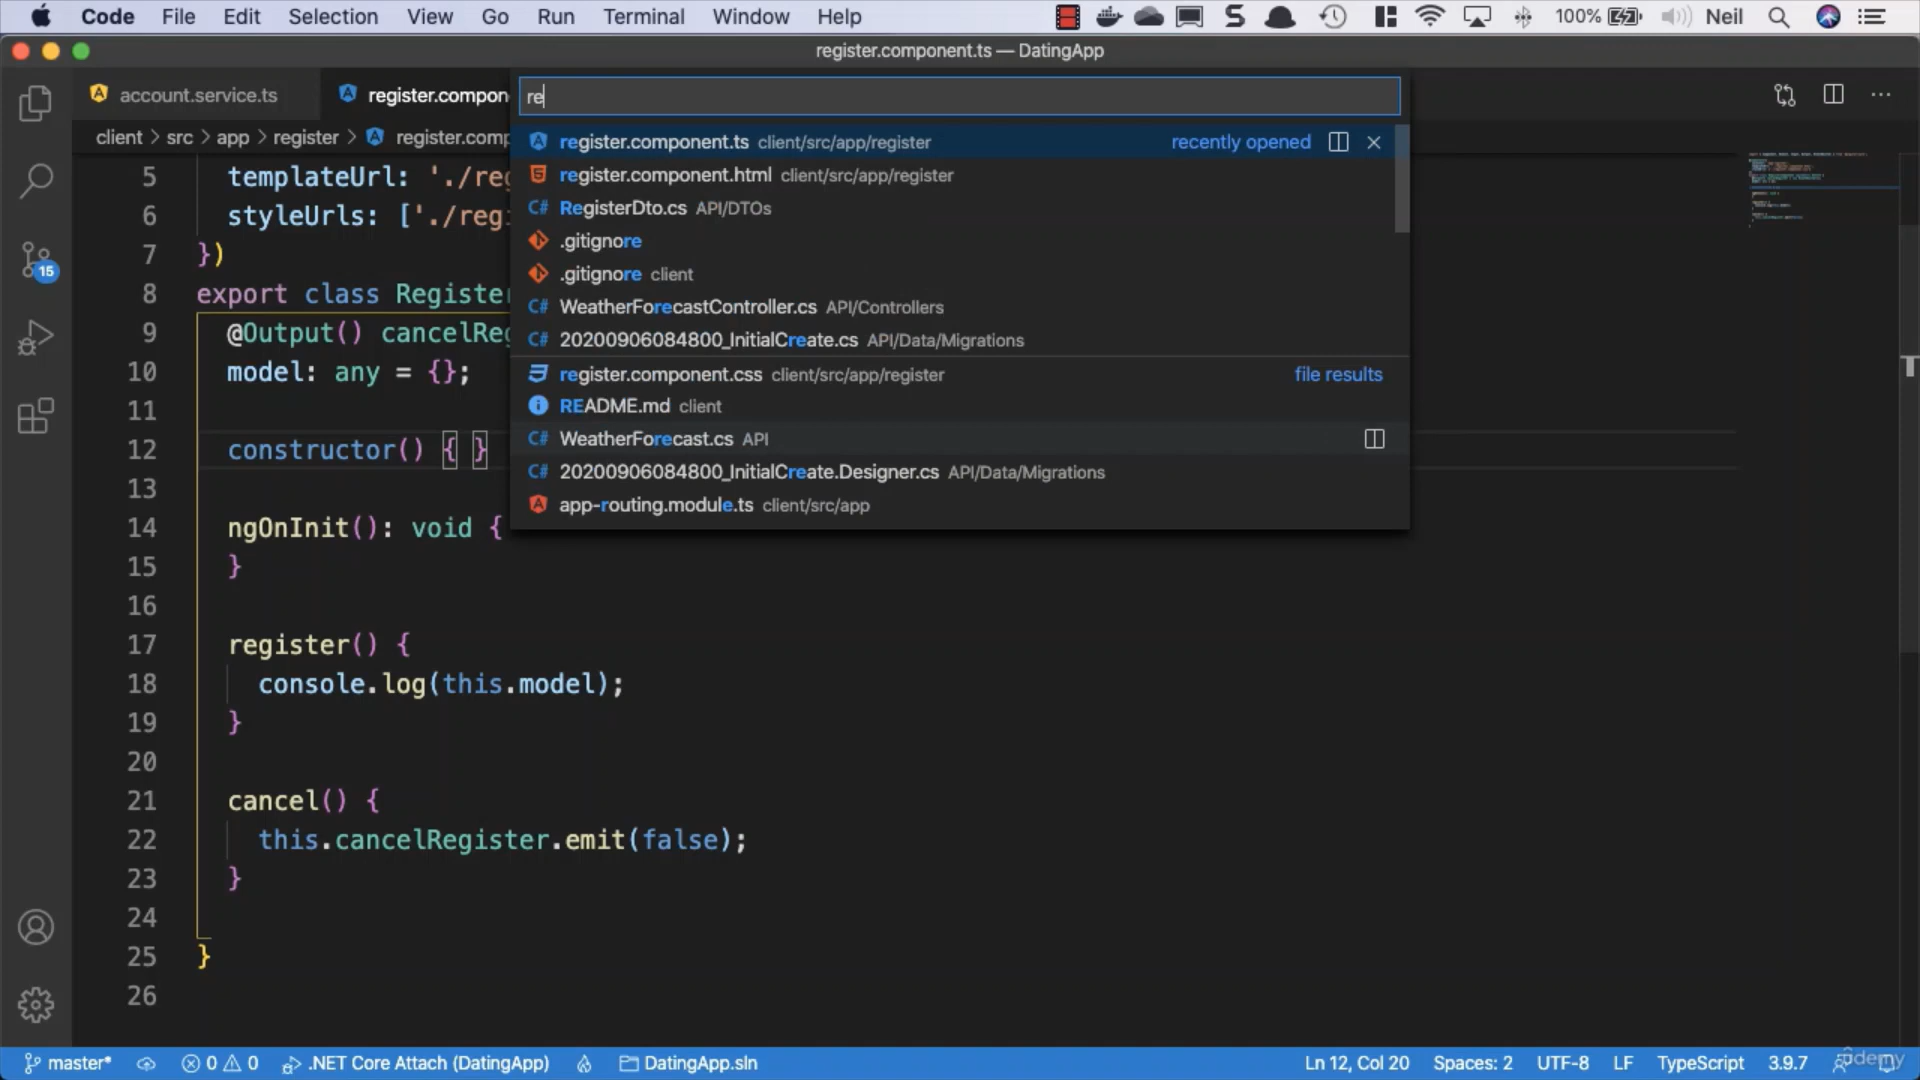 Code File Edit Selection View Go Run Terminal Window Help 100% Neil
register.component.ts — DatingApp
account.service.ts register.compon
re
client > src > app > register > register.comp
register.component.ts client/src/app/register recently opened
register.component.html client/src/app/register
RegisterDto.cs API/DTOs
.gitignore
.gitignore client
WeatherForecastController.cs API/Controllers
20200906084800_InitialCreate.cs API/Data/Migrations
register.component.css client/src/app/register file results
README.md client
WeatherForecast.cs API
20200906084800_InitialCreate.Designer.cs API/Data/Migrations
app-routing.module.ts client/src/app
15
5 templateUrl: './reg
6 styleUrls: ['./regi
7 })
8 export class Register
9 @Output() cancelReg
10 model: any = {};
11
12 constructor() { }
13
14 ngOnInit(): void {
15 }
16
17 register() {
18 console.log(this.model);
19 }
20
21 cancel() {
22 this.cancelRegister.emit(false);
23 }
24
25 }
26
master* 0 0 .NET Core Attach (DatingApp) DatingApp.sln Ln 12, Col 20 Spaces: 2 UTF-8 LF TypeScript 3.9.7
udemy